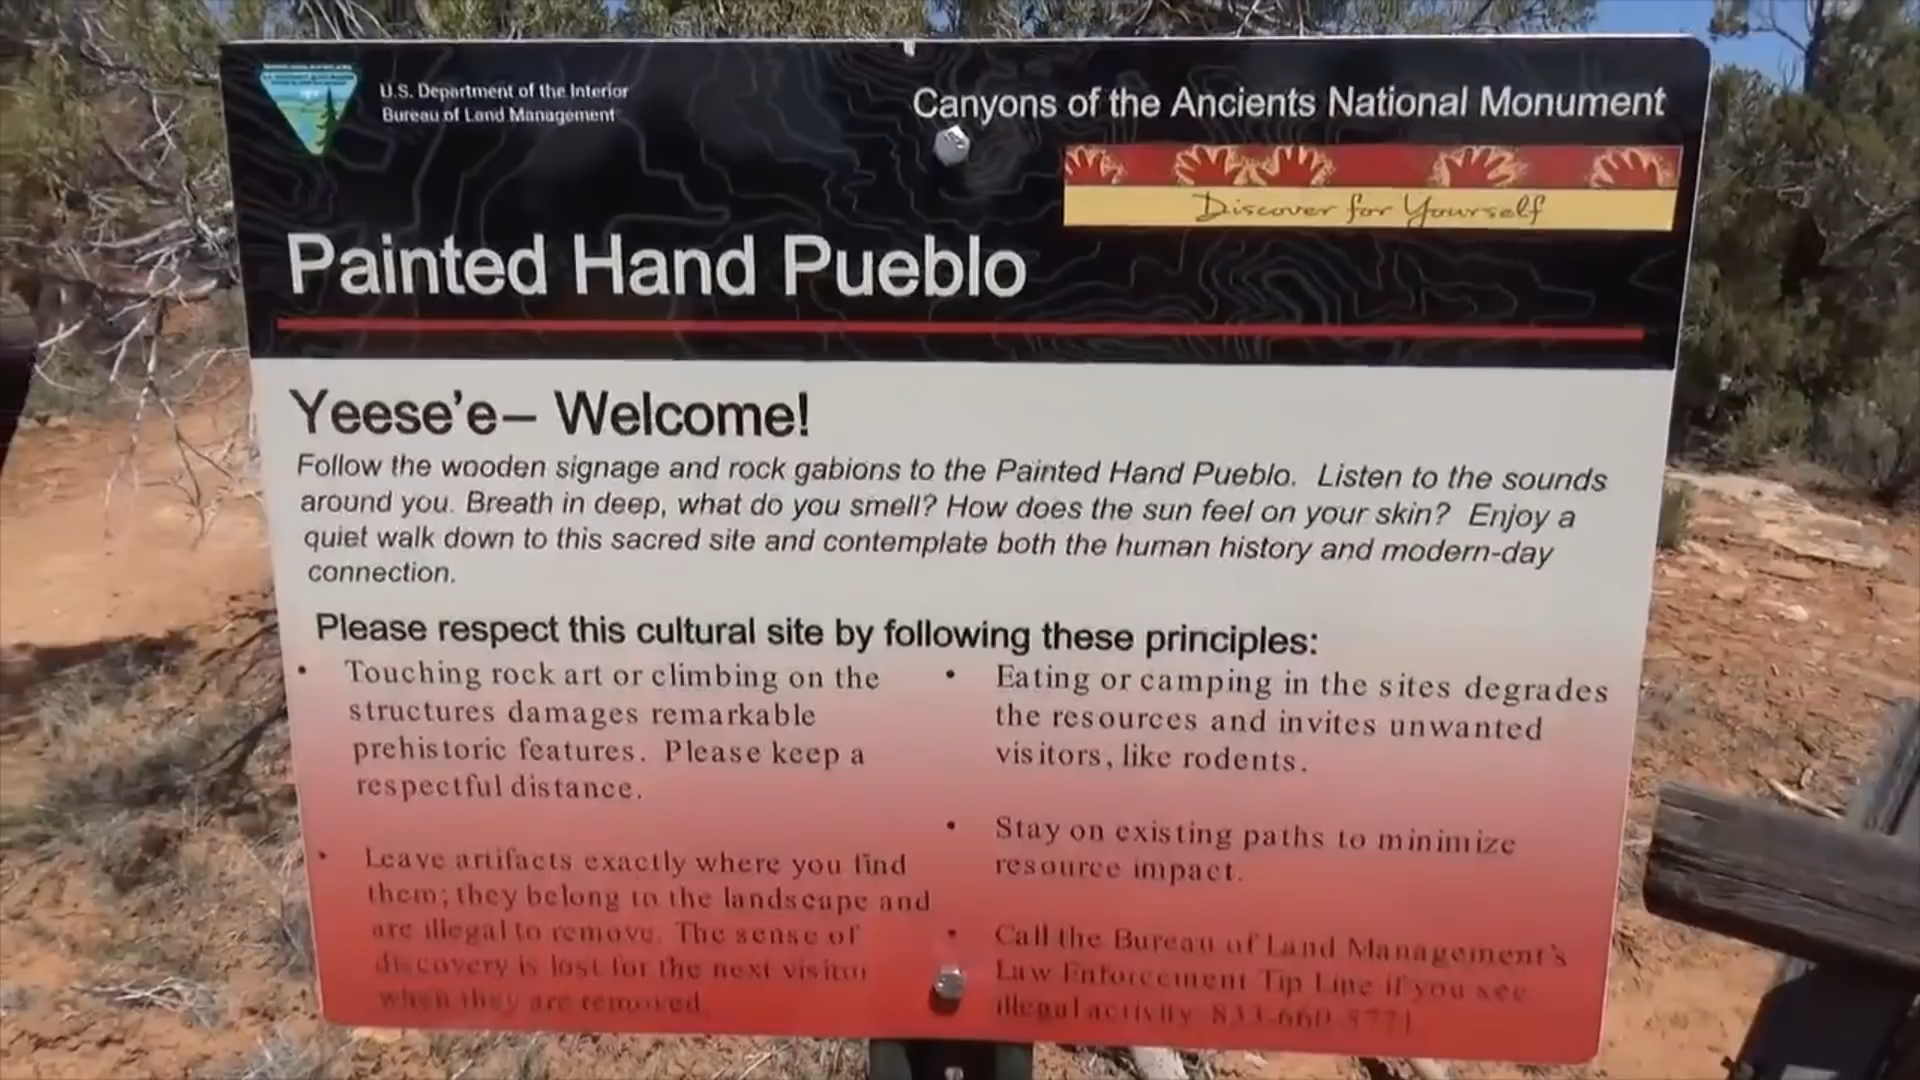 U.S. Department of the Interior
Bureau of Land Management
Canyons of the Ancients National Monument
Discover for Yourself
Painted Hand Pueblo
Yeese'e– Welcome!
Follow the wooden signage and rock gabions to the Painted Hand Pueblo. Listen to the sounds
around you. Breath in deep, what do you smell? How does the sun feel on your skin? Enjoy a
quiet walk down to this sacred site and contemplate both the human history and modern-day
connection.
Please respect this cultural site by following these principles:
• Touching rock art or climbing on the
structures damages remarkable
prehistoric features. Please keep a
respectful distance.
• Leave artifacts exactly where you find
them; they belong to the landscape and
are illegal to remove. The sense of
discovery is lost for the next visitor
when they are removed.
• Eating or camping in the sites degrades
the resources and invites unwanted
visitors, like rodents.
• Stay on existing paths to minimize
resource impact.
• Call the Bureau of Land Management's
Law Enforcement Tip Line if you see
illegal activity 833-660-5771